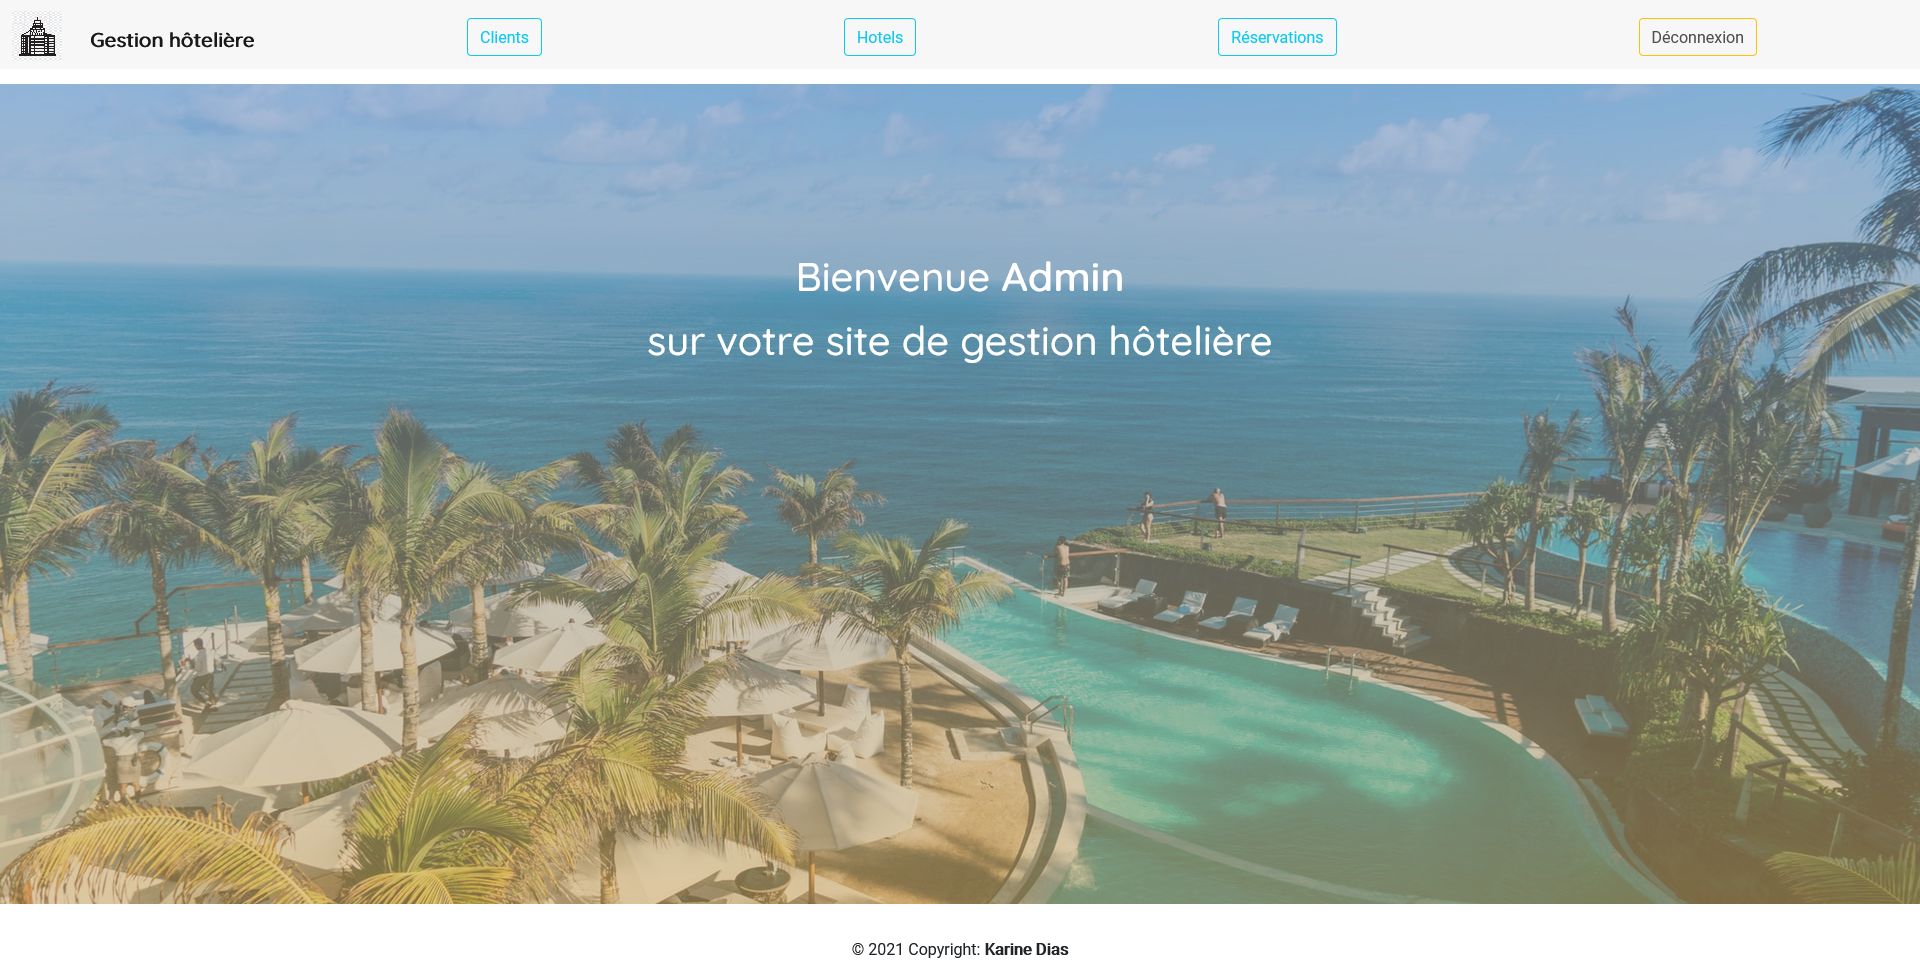 Gestion hôtelière
Clients
Hotels
Réservations
Déconnexion
Bienvenue Admin
sur votre site de gestion hôtelière
© 2021 Copyright: Karine Dias